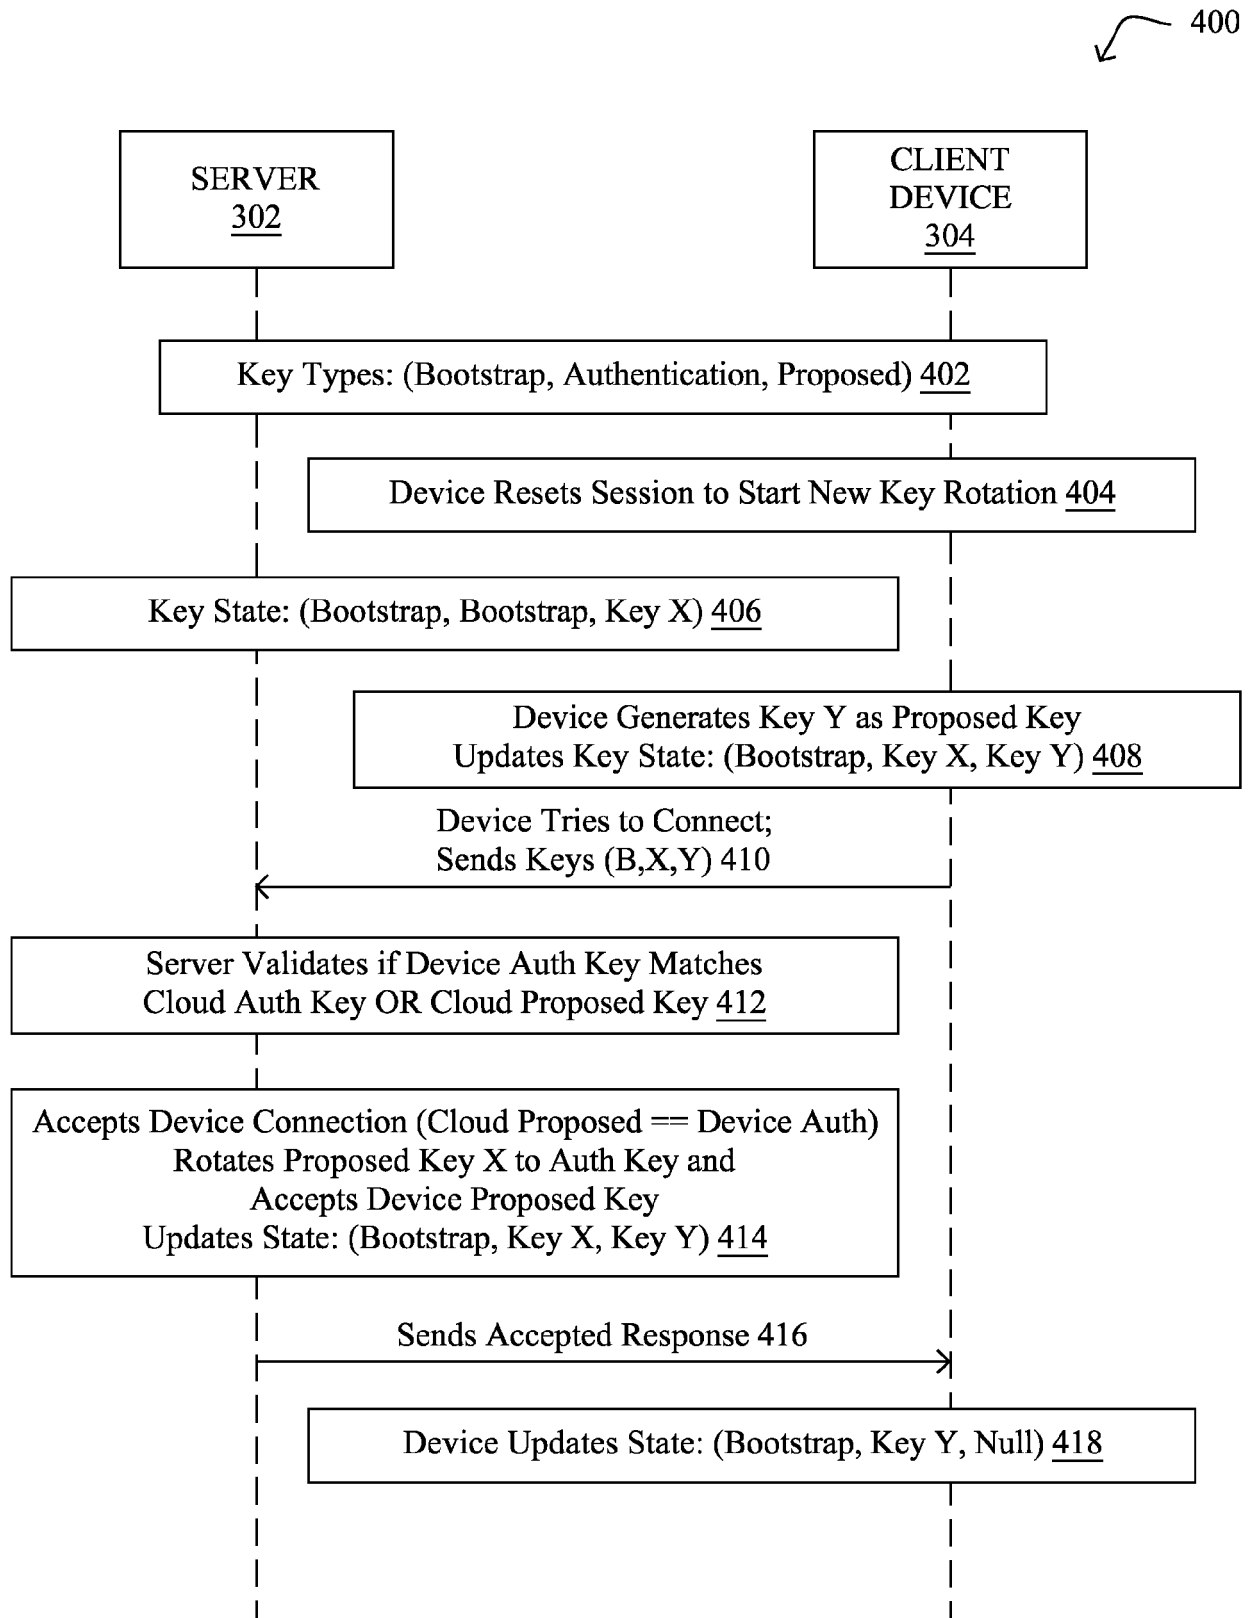 400
SERVER
302
CLIENT
DEVICE
304
Key Types: (Bootstrap, Authentication, Proposed) 402
Device Resets Session to Start New Key Rotation 404
Key State: (Bootstrap, Bootstrap, Key X) 406
Device Generates Key Y as Proposed Key
Updates Key State: (Bootstrap, Key X, Key Y) 408
Device Tries to Connect;
Sends Keys (B,X,Y) 410
Server Validates if Device Auth Key Matches
Cloud Auth Key OR Cloud Proposed Key 412
Accepts Device Connection (Cloud Proposed == Device Auth)
Rotates Proposed Key X to Auth Key and
Accepts Device Proposed Key
Updates State: (Bootstrap, Key X, Key Y) 414
Sends Accepted Response 416
Device Updates State: (Bootstrap, Key Y, Null) 418